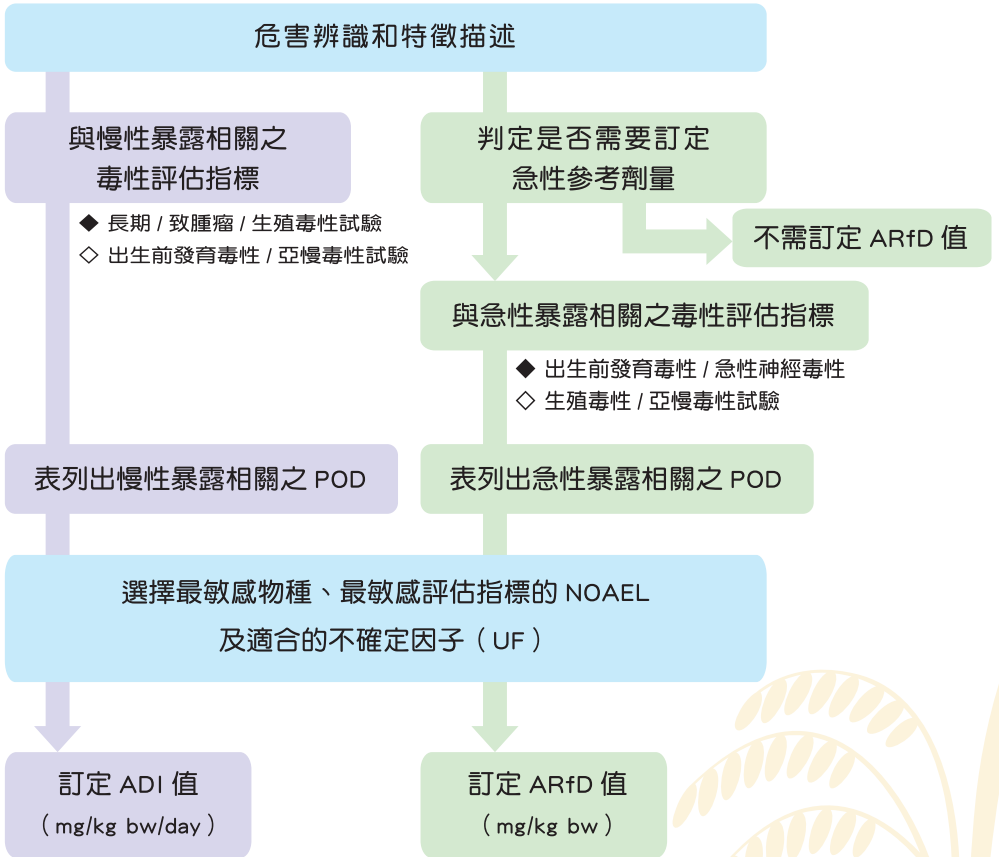 危害辨識和特徵描述
與慢性暴露相關之
毒性評估指標
◆ 長期 / 致腫瘤 / 生殖毒性試驗
◇ 出生前發育毒性 / 亞慢毒性試驗
判定是否需要訂定
急性參考劑量
不需訂定 ARfD 值
與急性暴露相關之毒性評估指標
◆ 出生前發育毒性 / 急性神經毒性
◇ 生殖毒性 / 亞慢毒性試驗
表列出慢性暴露相關之 POD
表列出急性暴露相關之 POD
選擇最敏感物種、最敏感評估指標的 NOAEL
及適合的不確定因子（UF）
訂定 ADI 值
（mg/kg bw/day）
訂定 ARfD 值
（mg/kg bw）